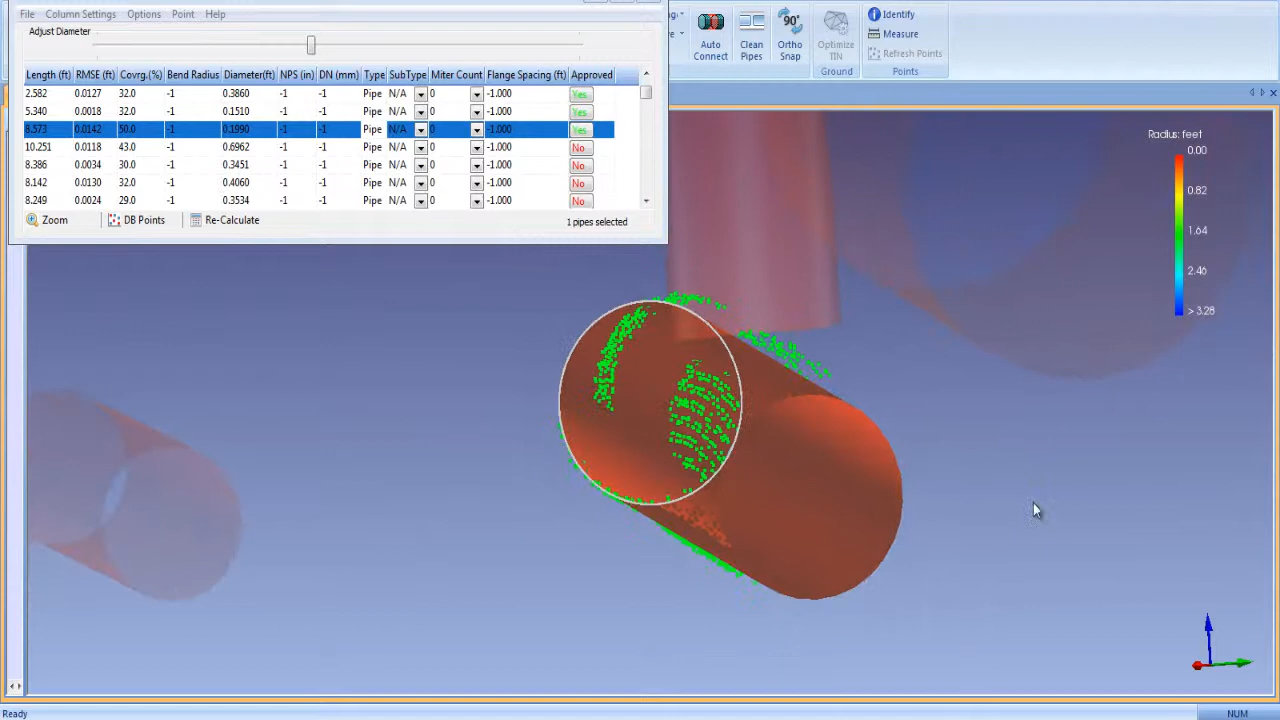 File Column Settings Options Point Help
Adjust Diameter
Length (ft) RMSE (ft) Covrg.(%) Bend Radius Diameter(ft) NPS (in) DN (mm) Type SubType Miter Count Flange Spacing (ft) Approved
2.582 0.0127 32.0 -1 0.3860 -1 -1 Pipe N/A 0 -1.000 Yes
5.340 0.0018 32.0 -1 0.1510 -1 -1 Pipe N/A 0 -1.000 Yes
8.573 0.0142 50.0 -1 0.1990 -1 -1 Pipe N/A 0 -1.000 Yes
10.251 0.0118 43.0 -1 0.6962 -1 -1 Pipe N/A 0 -1.000 No
8.386 0.0034 30.0 -1 0.3451 -1 -1 Pipe N/A 0 -1.000 No
8.142 0.0130 32.0 -1 0.4060 -1 -1 Pipe N/A 0 -1.000 No
8.249 0.0024 29.0 -1 0.3534 -1 -1 Pipe N/A 0 -1.000 No
Zoom DB Points Re-Calculate 1 pipes selected
Auto Connect
Clean Pipes
Ortho Snap
90°
Optimize TIN
Ground
Identify
Measure
Refresh Points
Points
Radius: feet
0.00
0.82
1.64
2.46
> 3.28
Ready NUM